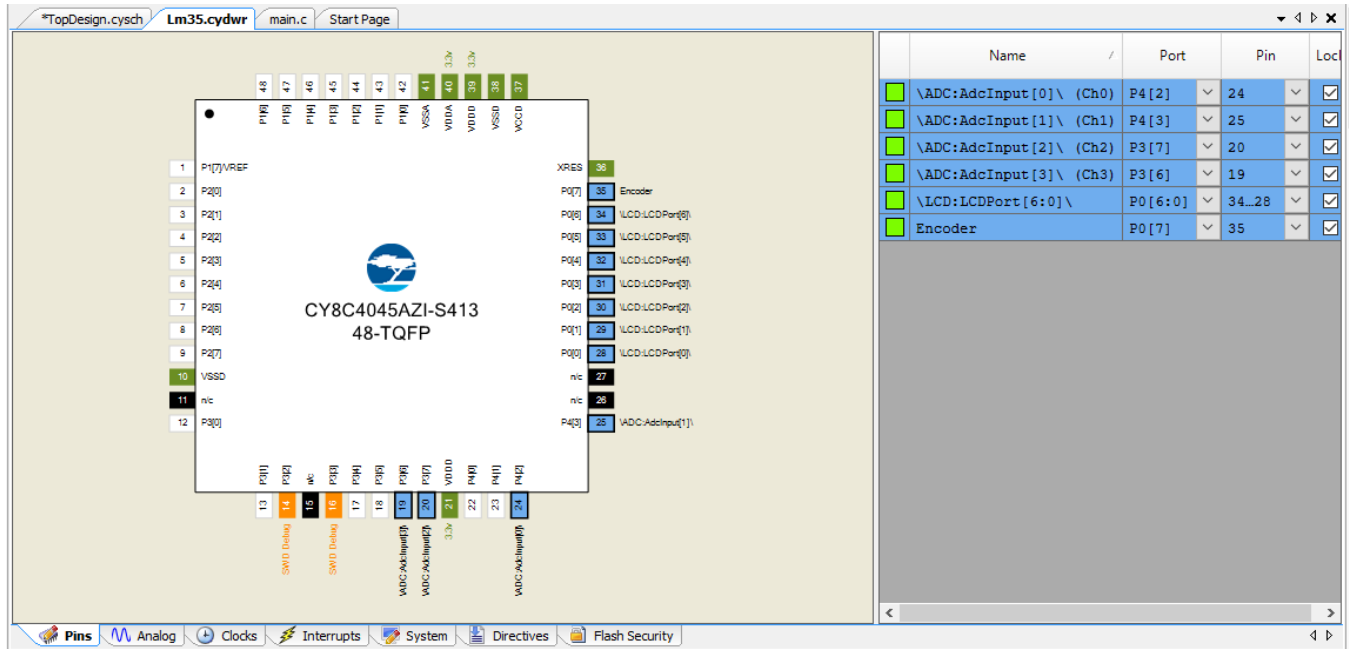 *TopDesign.cysch Lm35.cydwr main.c Start Page
3.3v 3.3v
48 47 46 45 44 43 42 41 40 39 38 37
P1[6] P1[5] P1[4] P1[3] P1[2] P1[1] P1[0] VSSA VDDA VDDD VSSD VCCD
1 P1[7]/VREF XRES 36
2 P2[0] P0[7] 35 Encoder
3 P2[1] P0[6] 34 \LCD:LCDPort[6]\
4 P2[2] P0[5] 33 \LCD:LCDPort[5]\
5 P2[3] P0[4] 32 \LCD:LCDPort[4]\
6 P2[4] P0[3] 31 \LCD:LCDPort[3]\
7 P2[5] P0[2] 30 \LCD:LCDPort[2]\
8 P2[6] P0[1] 29 \LCD:LCDPort[1]\
9 P2[7] P0[0] 28 \LCD:LCDPort[0]\
10 VSSD n/c 27
11 n/c n/c 26
12 P3[0] P4[3] 25 \ADC:AdcInput[1]\
CY8C4045AZI-S413
48-TQFP
P3[1] P3[2] n/c P3[3] P3[4] P3[5] P3[6] P3[7] VDDD P4[0] P4[1] P4[2]
13 14 15 16 17 18 19 20 21 22 23 24
SWD Debug SWD Debug \ADC:AdcInput[3]\ \ADC:AdcInput[2]\ 3.3v \ADC:AdcInput[0]\
Name / Port Pin Loc
\ADC:AdcInput[0]\ (Ch0) P4[2] 24
\ADC:AdcInput[1]\ (Ch1) P4[3] 25
\ADC:AdcInput[2]\ (Ch2) P3[7] 20
\ADC:AdcInput[3]\ (Ch3) P3[6] 19
\LCD:LCDPort[6:0]\ P0[6:0] 34…28
Encoder P0[7] 35
Pins Analog Clocks Interrupts System Directives Flash Security